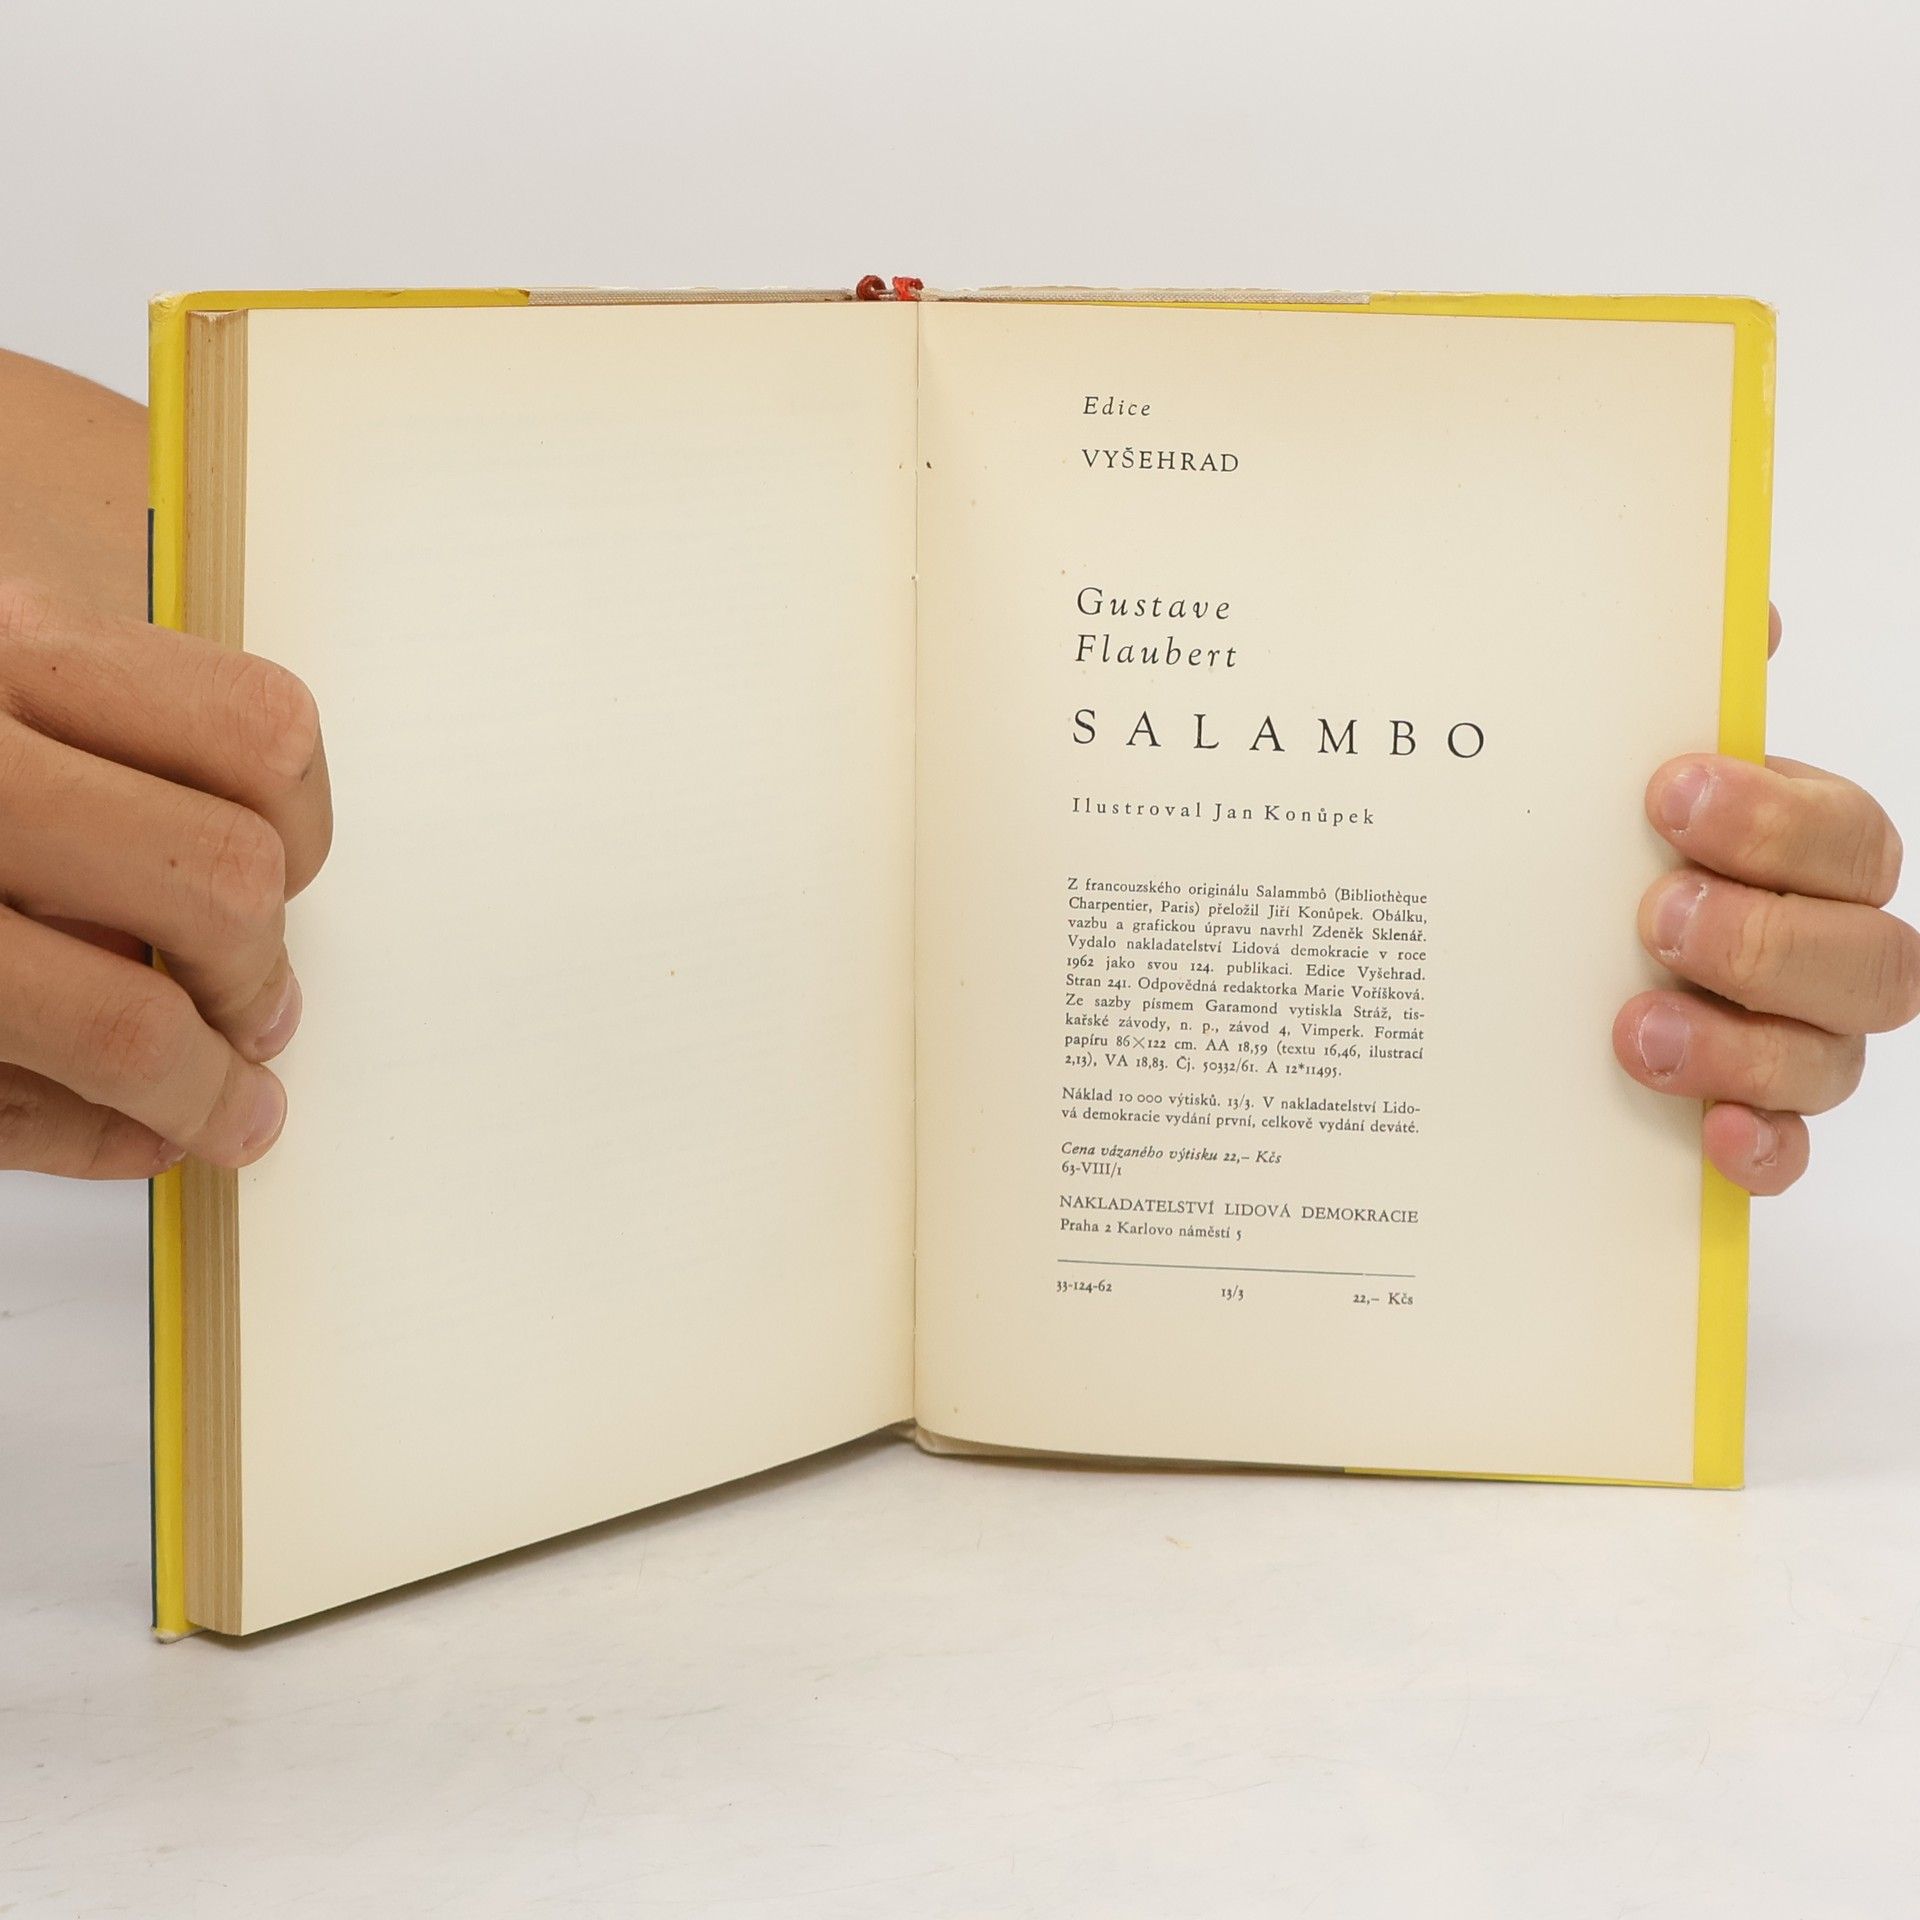 Edice
VYŠEHRAD
Gustave
Flaubert
SALAMBO
Ilustroval Jan Konůpek
Z francouzského originálu Salammbô (Bibliothèque
Charpentier, Paris) přeložil Jiří Konůpek. Obálku,
vazbu a grafickou úpravu navrhl Zdeněk Sklenář.
Vydalo nakladatelství Lidová demokracie v roce
1962 jako svou 124. publikaci. Edice Vyšehrad.
Stran 241. Odpovědná redaktorka Marie Voříšková.
Ze sazby písmem Garamond vytiskla Stráž, tis-
kařské závody, n. p., závod 4, Vimperk. Formát
papíru 86×122 cm. AA 18,59 (textu 16,46, ilustrací
2,13), VA 18,83. Čj. 50332/61. A 12*11495.
Náklad 10 000 výtisků. 13/3. V nakladatelství Lido-
vá demokracie vydání první, celkově vydání deváté.
Cena vázaného výtisku 22,– Kčs
63-VIII/1
NAKLADATELSTVÍ LIDOVÁ DEMOKRACIE
Praha 2 Karlovo náměstí 5
33-124-62 13/3 22,– Kčs